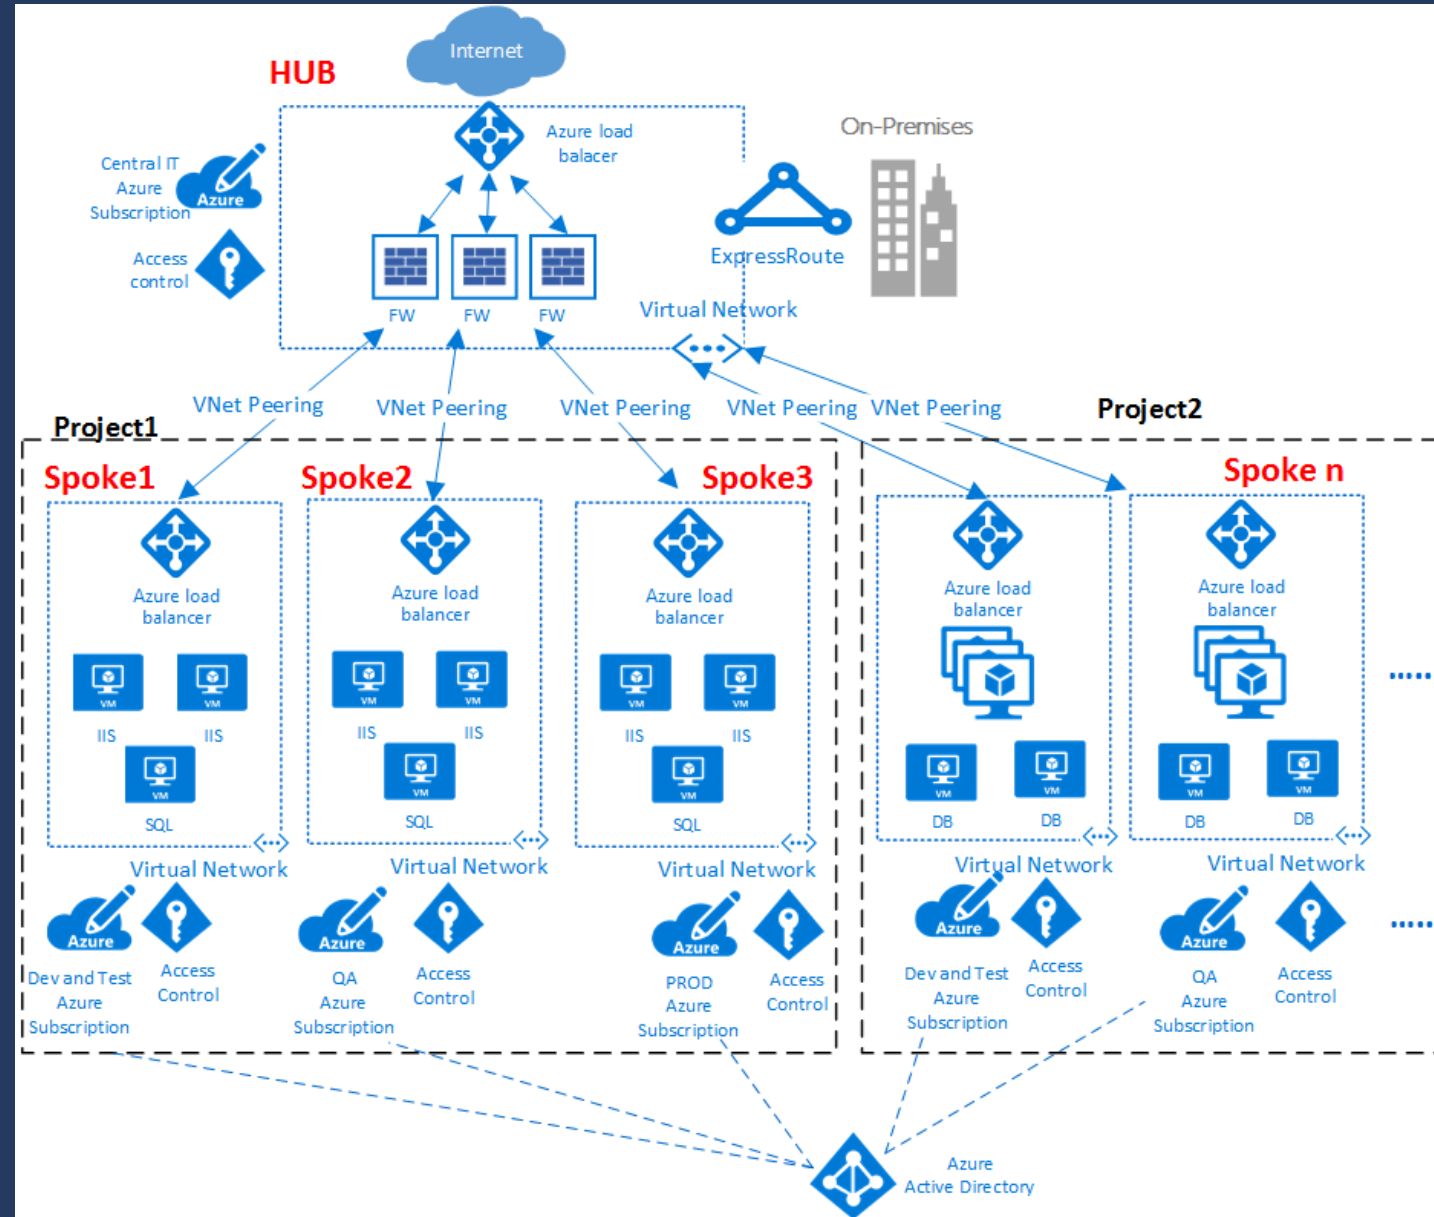 Internet
HUB
Azure load
balacer
On-Premises
Central IT
Azure
Subscription
Azure
Access
control
ExpressRoute
FW
FW
FW
Virtual Network
VNet Peering
VNet Peering
VNet Peering
VNet Peering
VNet Peering
Project1
Project2
Spoke1
Spoke2
Spoke3
Spoke n
Azure load
balancer
Azure load
balancer
Azure load
balancer
Azure load
balancer
Azure load
balancer
VM
VM
VM
VM
VM
VM
IIS
IIS
IIS
IIS
IIS
IIS
VM
VM
VM
VM
VM
VM
VM
SQL
SQL
SQL
DB
DB
DB
DB
Virtual Network
Virtual Network
Virtual Network
Virtual Network
Virtual Network
Azure
Azure
Azure
Azure
Azure
Dev and Test
Azure
Subscription
Access
Control
QA
Azure
Subscription
Access
Control
PROD
Azure
Subscription
Access
Control
Dev and Test
Azure
Subscription
Access
Control
QA
Azure
Subscription
Access
Control
Azure
Active Directory